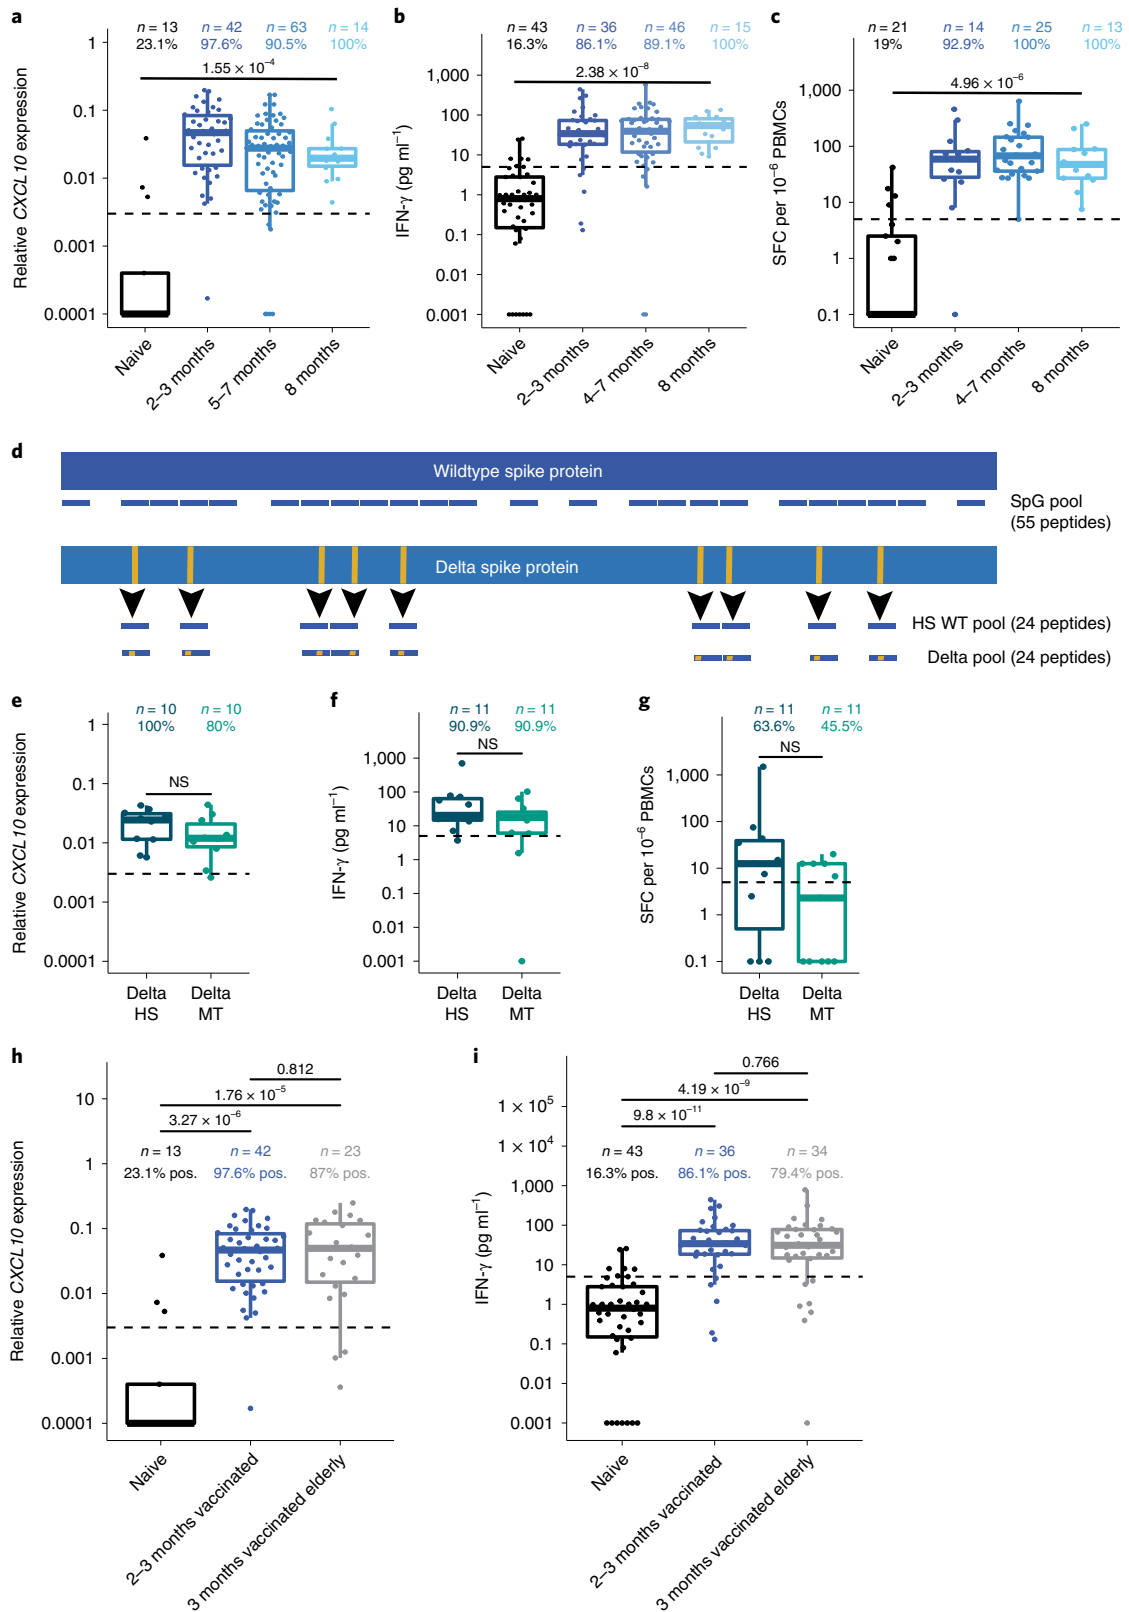 a
n = 13 n = 42 n = 63 n = 14
23.1% 97.6% 90.5% 100%
1.55 × 10⁻⁴
Relative CXCL10 expression
1
0.1
0.01
0.001
0.0001
Naive
2–3 months
5–7 months
8 months
b
n = 43 n = 36 n = 46 n = 15
16.3% 86.1% 89.1% 100%
2.38 × 10⁻⁸
IFN-γ (pg ml⁻¹)
1,000
100
10
1
0.1
0.01
0.001
Naive
2–3 months
4–7 months
8 months
c
n = 21 n = 14 n = 25 n = 13
19% 92.9% 100% 100%
4.96 × 10⁻⁶
SFC per 10⁻⁶ PBMCs
1,000
100
10
1
0.1
Naive
2–3 months
4–7 months
8 months
d
Wildtype spike protein
SpG pool
(55 peptides)
Delta spike protein
HS WT pool (24 peptides)
Delta pool (24 peptides)
e
n = 10 n = 10
100% 80%
NS
Relative CXCL10 expression
1
0.1
0.01
0.001
0.0001
Delta Delta
HS MT
f
n = 11 n = 11
90.9% 90.9%
NS
IFN-γ (pg ml⁻¹)
1,000
100
10
1
0.1
0.01
0.001
Delta Delta
HS MT
g
n = 11 n = 11
63.6% 45.5%
NS
SFC per 10⁻⁶ PBMCs
1,000
100
10
1
0.1
Delta Delta
HS MT
h
0.812
1.76 × 10⁻⁵
3.27 × 10⁻⁶
n = 13 n = 42 n = 23
23.1% pos. 97.6% pos. 87% pos.
Relative CXCL10 expression
10
1
0.1
0.01
0.001
0.0001
Naive
2–3 months vaccinated
3 months vaccinated elderly
i
0.766
4.19 × 10⁻⁹
9.8 × 10⁻¹¹
n = 43 n = 36 n = 34
16.3% pos. 86.1% pos. 79.4% pos.
IFN-γ (pg ml⁻¹)
1 × 10⁵
1 × 10⁴
1,000
100
10
1
0.1
0.01
0.001
Naive
2–3 months vaccinated
3 months vaccinated elderly